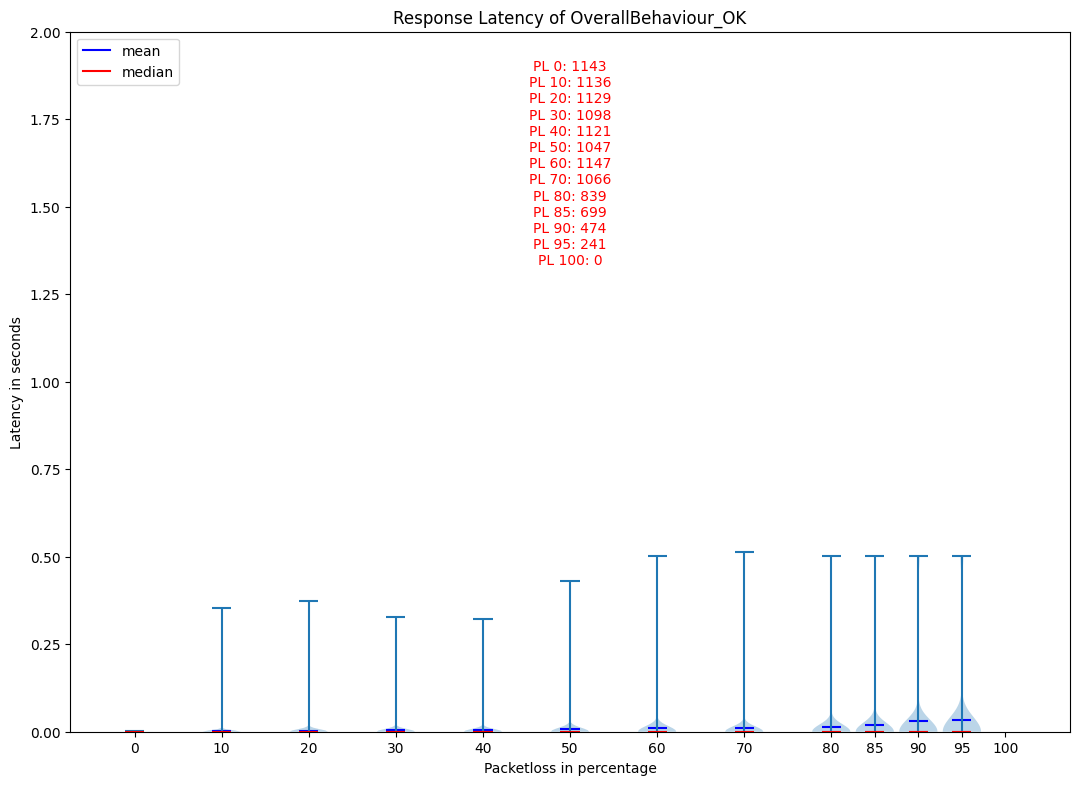 Response Latency of OverallBehaviour_OK
2.00
1.75
1.50
1.25
1.00
0.75
0.50
0.25
0.00
Latency in seconds
mean
median
PL 0: 1143
PL 10: 1136
PL 20: 1129
PL 30: 1098
PL 40: 1121
PL 50: 1047
PL 60: 1147
PL 70: 1066
PL 80: 839
PL 85: 699
PL 90: 474
PL 95: 241
PL 100: 0
0 10 20 30 40 50 60 70 80 85 90 95 100
Packetloss in percentage